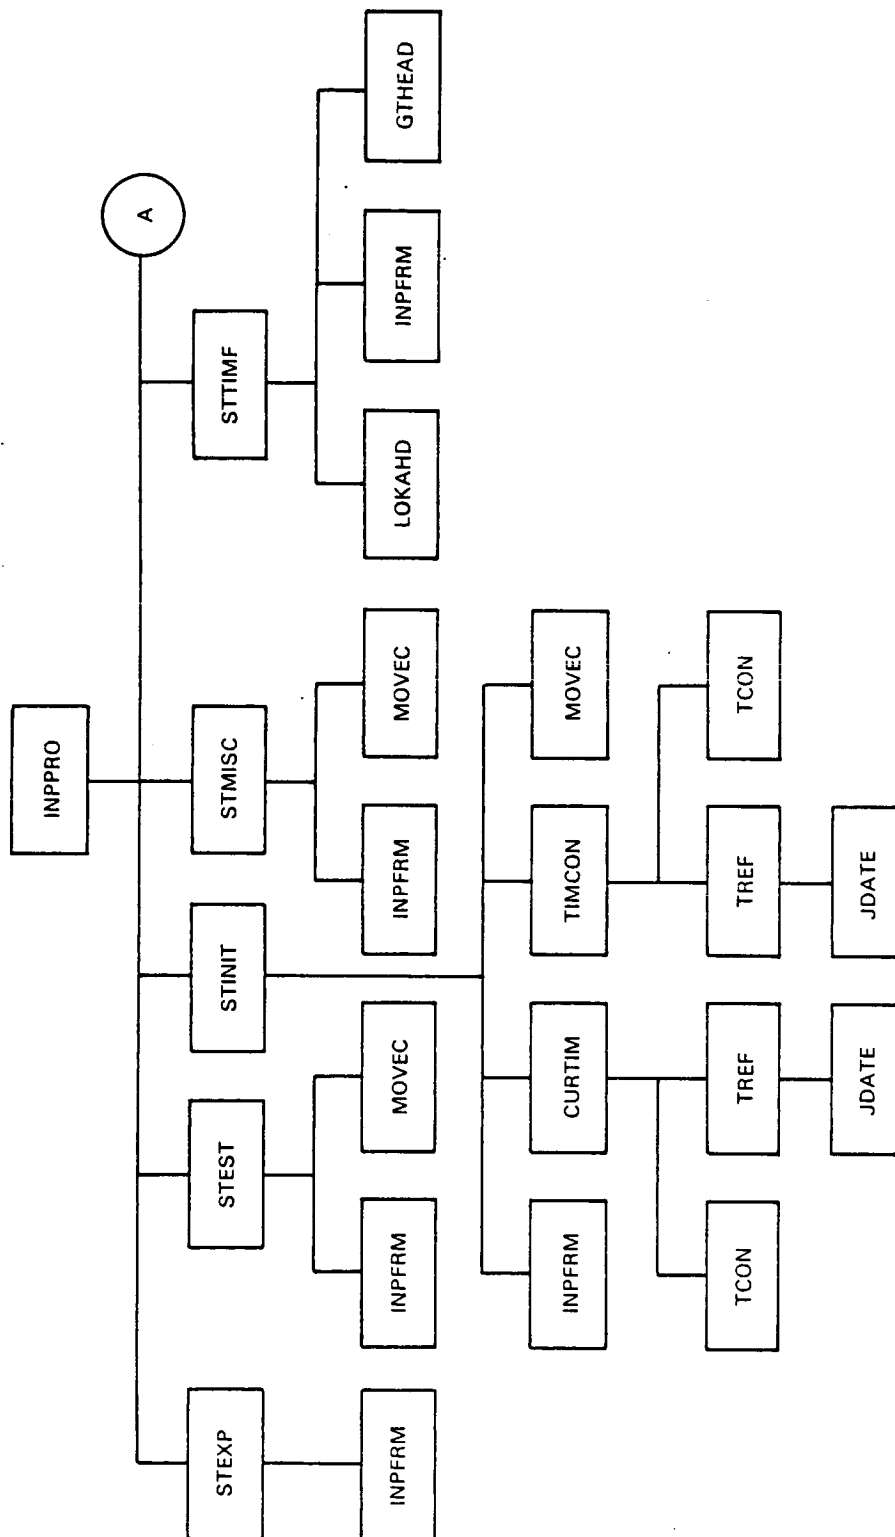 INPPRO
A
STEXP
STEST
STINIT
STMISC
STTIMF
INPFRM
INPFRM
MOVEC
INPFRM
MOVEC
LOKAHD
INPFRM
GTHEAD
INPFRM
CURTIM
TIMCON
MOVEC
TCON
TREF
TREF
TCON
JDATE
JDATE